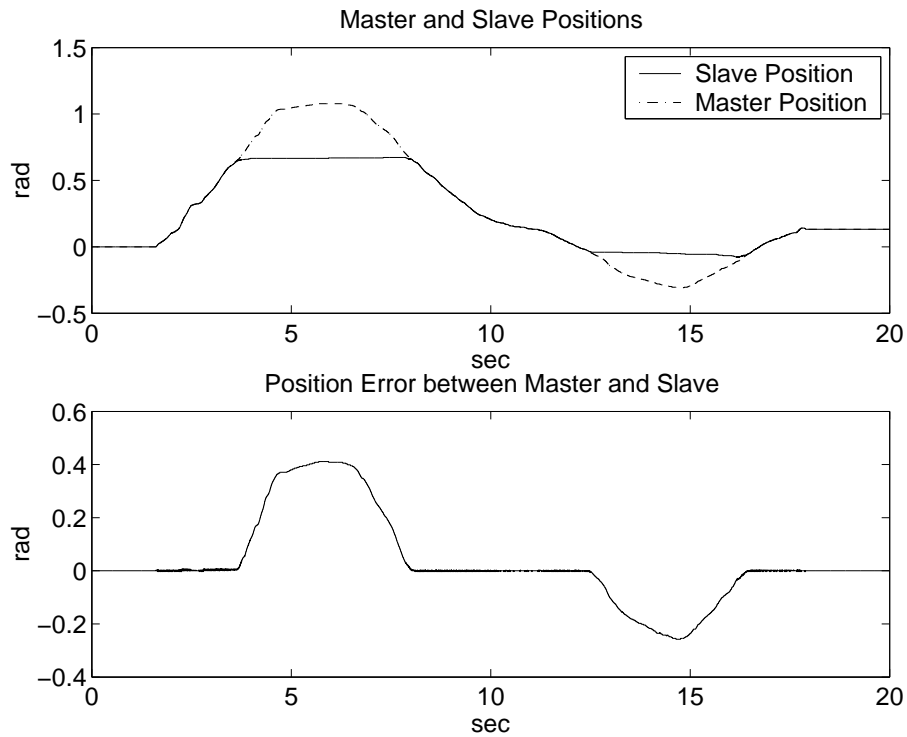 Master and Slave Positions
1.5
1
0.5
0
−0.5
rad
Slave Position
Master Position
0 5 10 15 20
sec
Position Error between Master and Slave
0.6
0.4
0.2
0
−0.2
−0.4
rad
0 5 10 15 20
sec